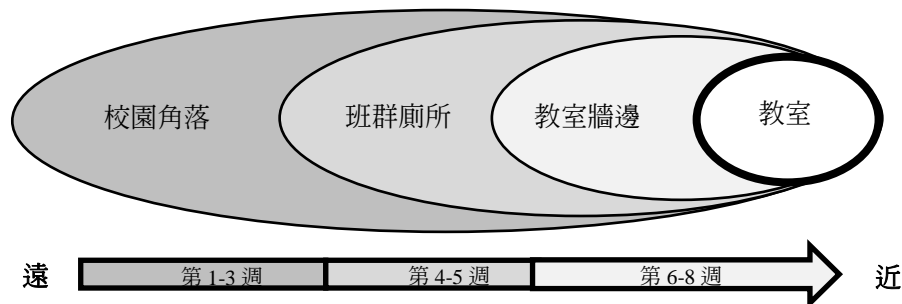 校園角落 班群廁所 教室牆邊 教室
遠 第 1-3 週 第 4-5 週 第 6-8 週 近